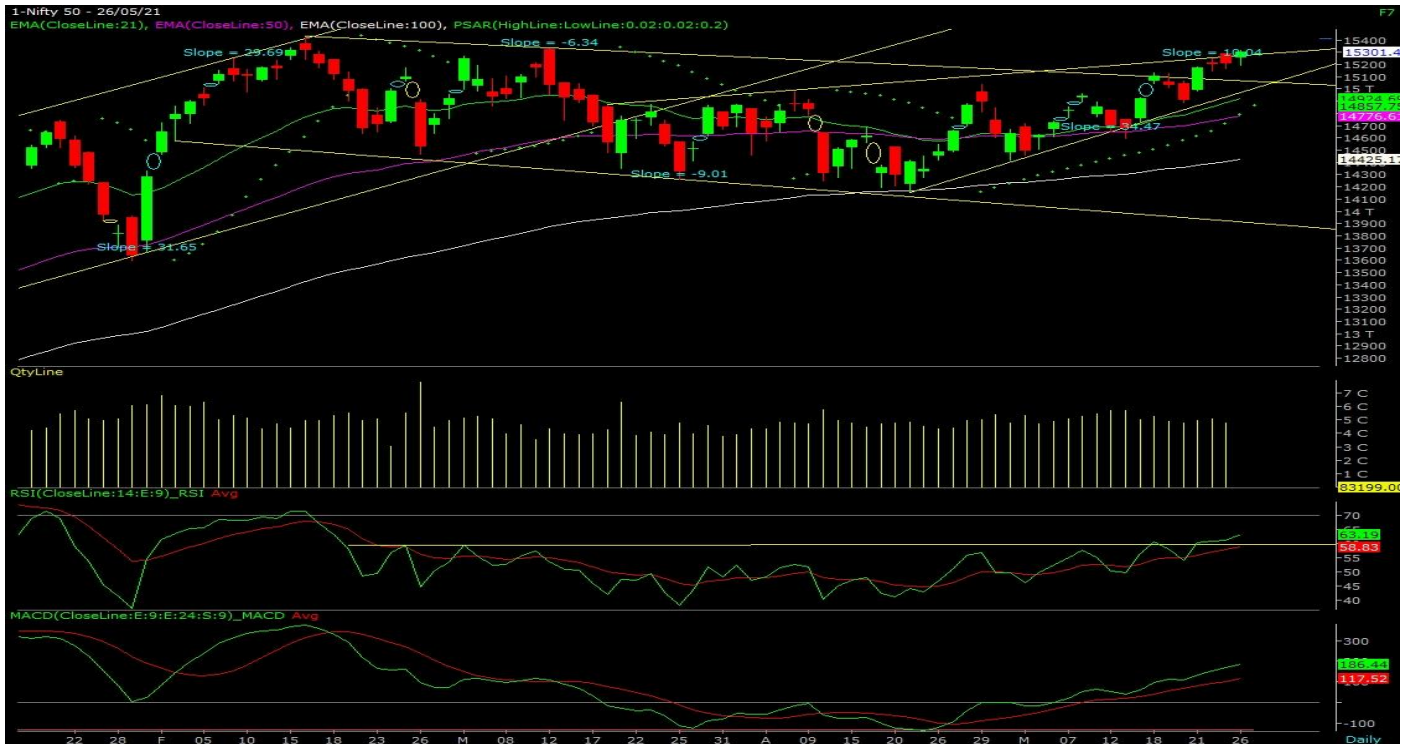 1-Nifty 50 - 26/05/21
F7
EMA(CloseLine:21), EMA(CloseLine:50), EMA(CloseLine:100), PSAR(HighLine:LowLine:0.02:0.02:0.2)
Slope = 29.69
Slope = -6.34
Slope = 10.04
Slope = 31.65
Slope = -9.01
Slope = -34.47
15400
15301.4
15200
15100
15 T
14857.75
14776.63
14700
14600
14500
14425.17
14300
14200
14100
14 T
13900
13800
13700
13600
13500
13400
13300
13200
13100
13 T
12900
12800
QtyLine
7 C
6 C
5 C
4 C
3 C
2 C
1 C
83199.00
RSI(CloseLine:14:E:9)_RSI Avg
70
63.19
58.83
55
50
45
40
MACD(CloseLine:E:9:E:24:S:9)_MACD Avg
300
186.44
117.52
-100
22 28 F 05 10 15 18 23 26 M 08 12 17 22 25 31 A 09 15 20 23 26 29 M 07 12 18 21 26 Daily